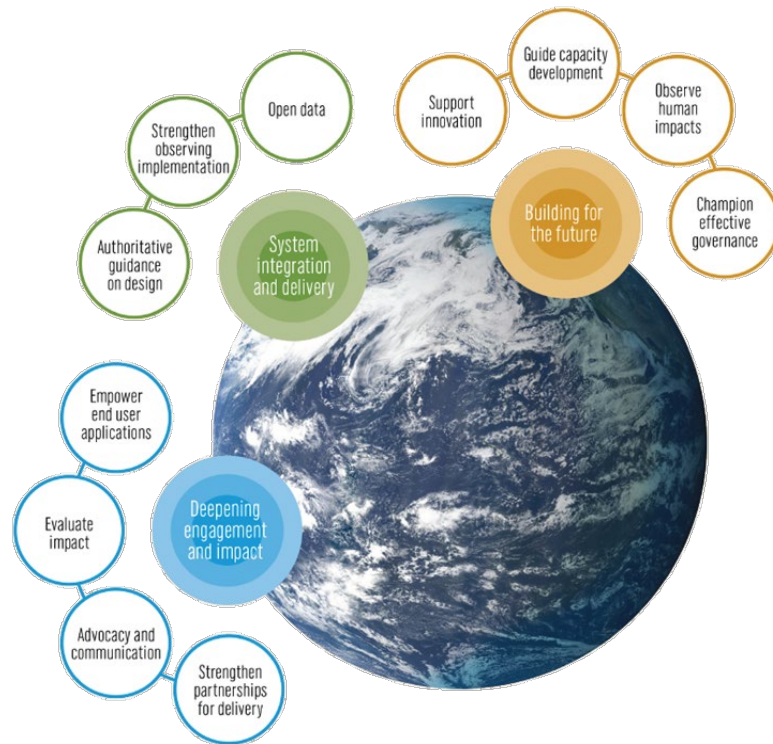 Open data
Strengthen
observing
implementation
Authoritative
guidance
on design
System
integration
and delivery
Support
innovation
Guide capacity
development
Observe
human
impacts
Champion
effective
governance
Building for
the future
Empower
end user
applications
Evaluate
impact
Advocacy and
communication
Strengthen
partnerships
for delivery
Deepening
engagement
and impact